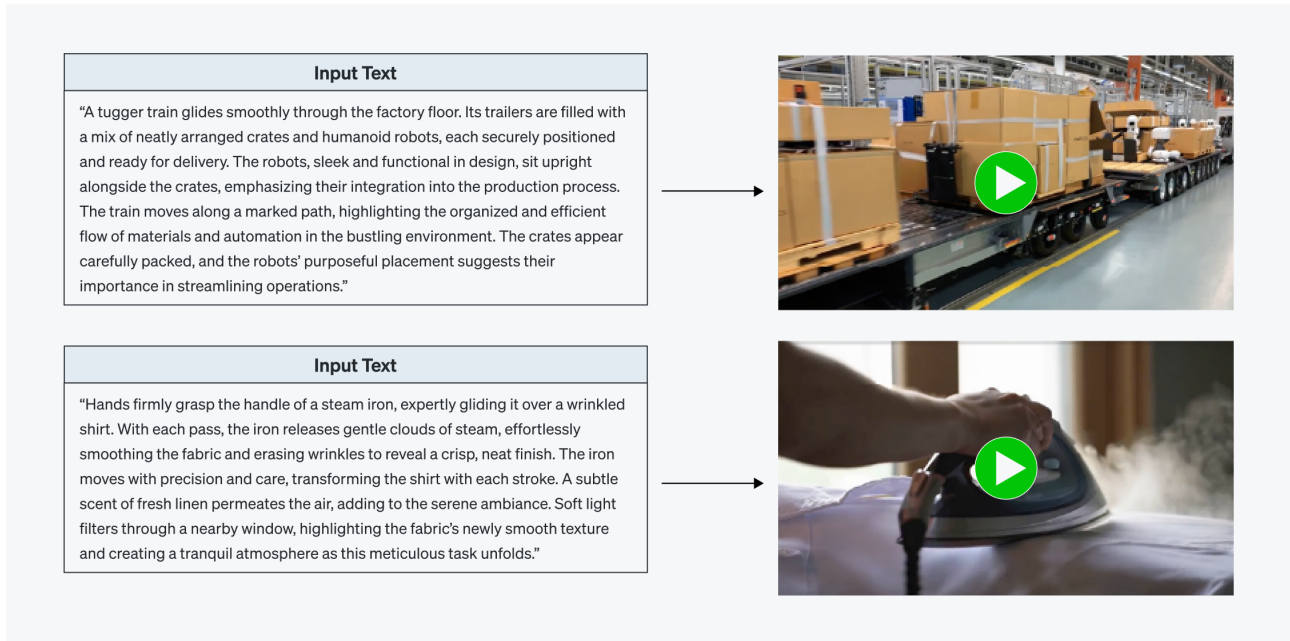 Input Text
“A tugger train glides smoothly through the factory floor. Its trailers are filled with
a mix of neatly arranged crates and humanoid robots, each securely positioned
and ready for delivery. The robots, sleek and functional in design, sit upright
alongside the crates, emphasizing their integration into the production process.
The train moves along a marked path, highlighting the organized and efficient
flow of materials and automation in the bustling environment. The crates appear
carefully packed, and the robots’ purposeful placement suggests their
importance in streamlining operations.”
Input Text
“Hands firmly grasp the handle of a steam iron, expertly gliding it over a wrinkled
shirt. With each pass, the iron releases gentle clouds of steam, effortlessly
smoothing the fabric and erasing wrinkles to reveal a crisp, neat finish. The iron
moves with precision and care, transforming the shirt with each stroke. A subtle
scent of fresh linen permeates the air, adding to the serene ambiance. Soft light
filters through a nearby window, highlighting the fabric’s newly smooth texture
and creating a tranquil atmosphere as this meticulous task unfolds.”